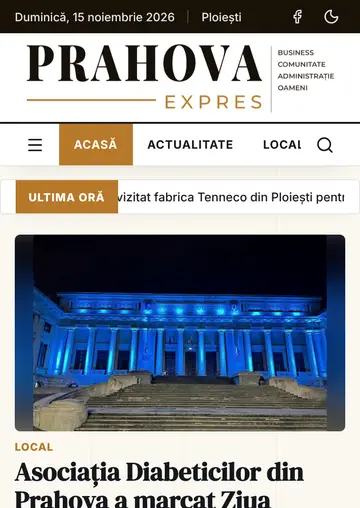 Duminică, 15 noiembrie 2026 Ploiești
PRAHOVA
EXPRES
BUSINESS
COMUNITATE
ADMINISTRAȚIE
OAMENI
ACASĂ ACTUALITATE LOCAL
ULTIMA ORĂ vizitat fabrica Tenneco din Ploiești pentr
LOCAL
Asociația Diabeticilor din
Prahova a marcat Ziua